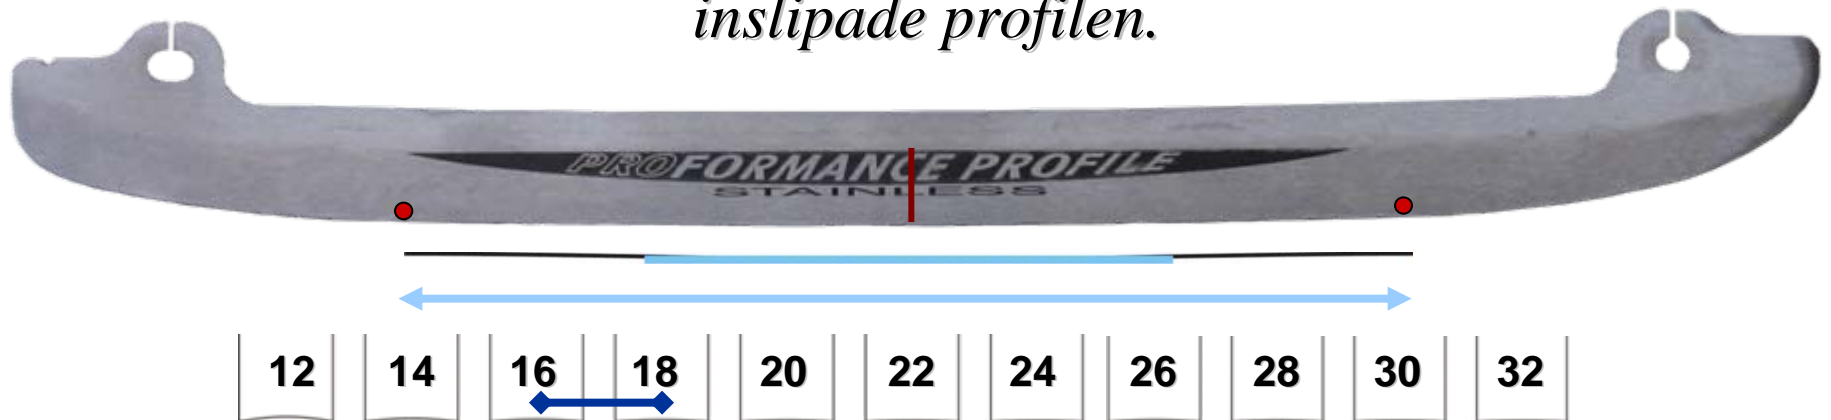 inslipade profilen.
PROFORMANCE PROFILE
STAINLESS
12 14 16 18 20 22 24 26 28 30 32